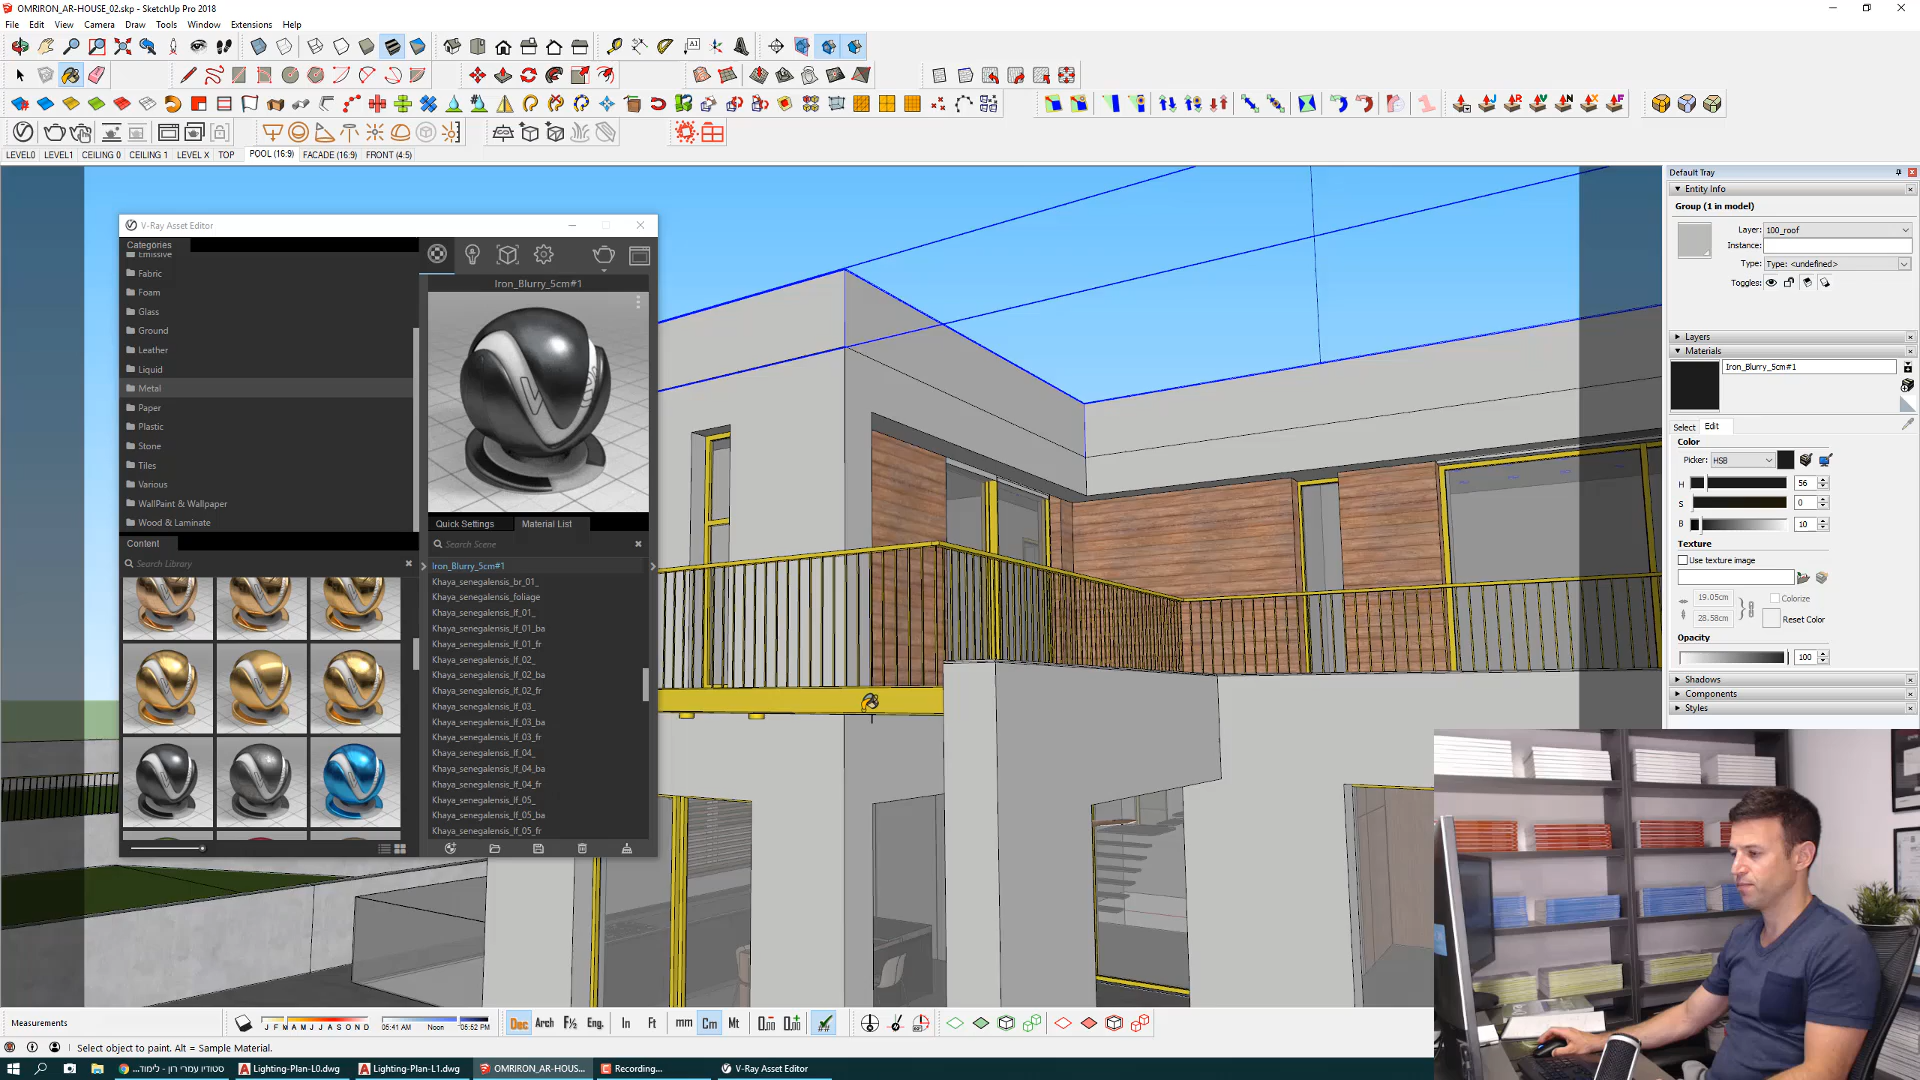 OMRIRON_AR-HOUSE_02.skp - SketchUp Pro 2018
File Edit View Camera Draw Tools Window Extensions Help
LEVEL0 LEVEL1 CEILING 0 CEILING 1 LEVEL X TOP POOL (16:9) FACADE (16:9) FRONT (4:5)
V-Ray Asset Editor
Categories
Emissive
Fabric
Foam
Glass
Ground
Leather
Liquid
Metal
Paper
Plastic
Stone
Tiles
Various
WallPaint & Wallpaper
Wood & Laminate
Content
Search Library
Iron_Blurry_5cm#1
Quick Settings Material List
Search Scene
Iron_Blurry_5cm#1
Khaya_senegalensis_br_01_
Khaya_senegalensis_foliage
Khaya_senegalensis_lf_01_
Khaya_senegalensis_lf_01_ba
Khaya_senegalensis_lf_01_fr
Khaya_senegalensis_lf_02_
Khaya_senegalensis_lf_02_ba
Khaya_senegalensis_lf_02_fr
Khaya_senegalensis_lf_03_
Khaya_senegalensis_lf_03_ba
Khaya_senegalensis_lf_03_fr
Khaya_senegalensis_lf_04_
Khaya_senegalensis_lf_04_ba
Khaya_senegalensis_lf_04_fr
Khaya_senegalensis_lf_05_
Khaya_senegalensis_lf_05_ba
Khaya_senegalensis_lf_05_fr
Default Tray
Entity Info
Group (1 in model)
Layer: 100_roof
Instance:
Type: Type: <undefined>
Toggles:
Layers
Materials
Iron_Blurry_5cm#1
Select Edit
Color
Picker: HSB
H 56
S 0
B 10
Texture
Use texture image
19.05cm Colorize
28.58cm Reset Color
Opacity
100
Shadows
Components
Styles
Measurements
J F M A M J J A S O N D 06:41 AM Noon 05:52 PM
Dec Arch F½ Eng. In Ft mm Cm Mt
Select object to paint. Alt = Sample Material.
סטודיו עמרי רון - לימוד... Lighting-Plan-L0.dwg Lighting-Plan-L1.dwg OMRIRON_AR-HOUS... Recording... V-Ray Asset Editor